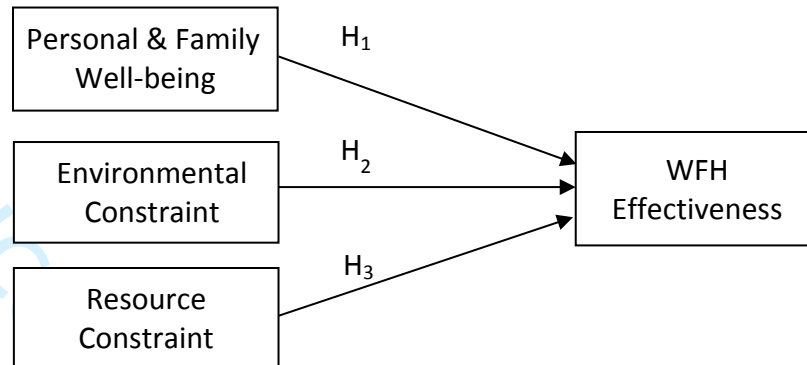 Personal & Family
Well-being
H₁
Environmental
Constraint
H₂
WFH
Effectiveness
Resource
Constraint
H₃